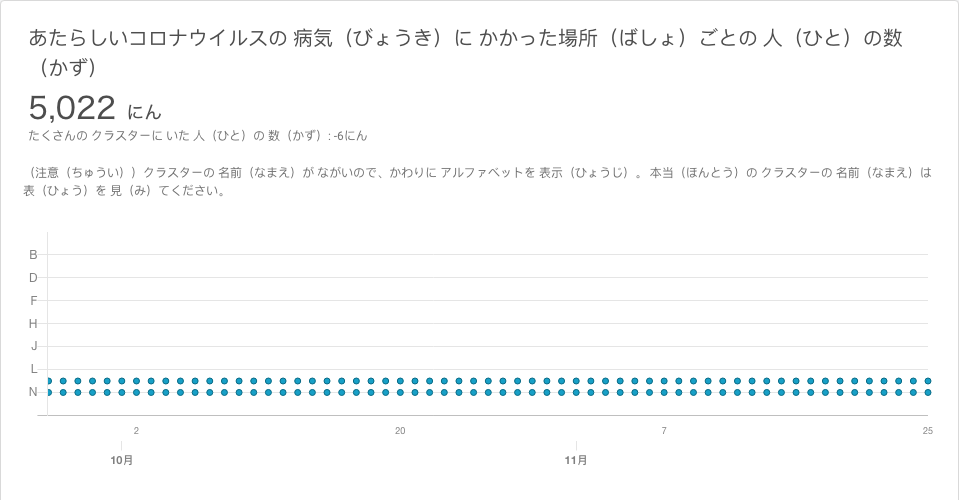 あたらしいコロナウイルスの 病気（びょうき）に かかった場所（ばしょ）ごとの 人（ひと）の数
（かず）
5,022 にん
たくさんの クラスターに いた 人（ひと）の 数（かず）: -6にん
（注意（ちゅうい））クラスターの 名前（なまえ）が ながいので、かわりに アルファベットを 表示（ひょうじ）。 本当（ほんとう）の クラスターの 名前（なまえ）は
表（ひょう）を 見（み）てください。
B
D
F
H
J
L
N
2 20 7 25
10月 11月